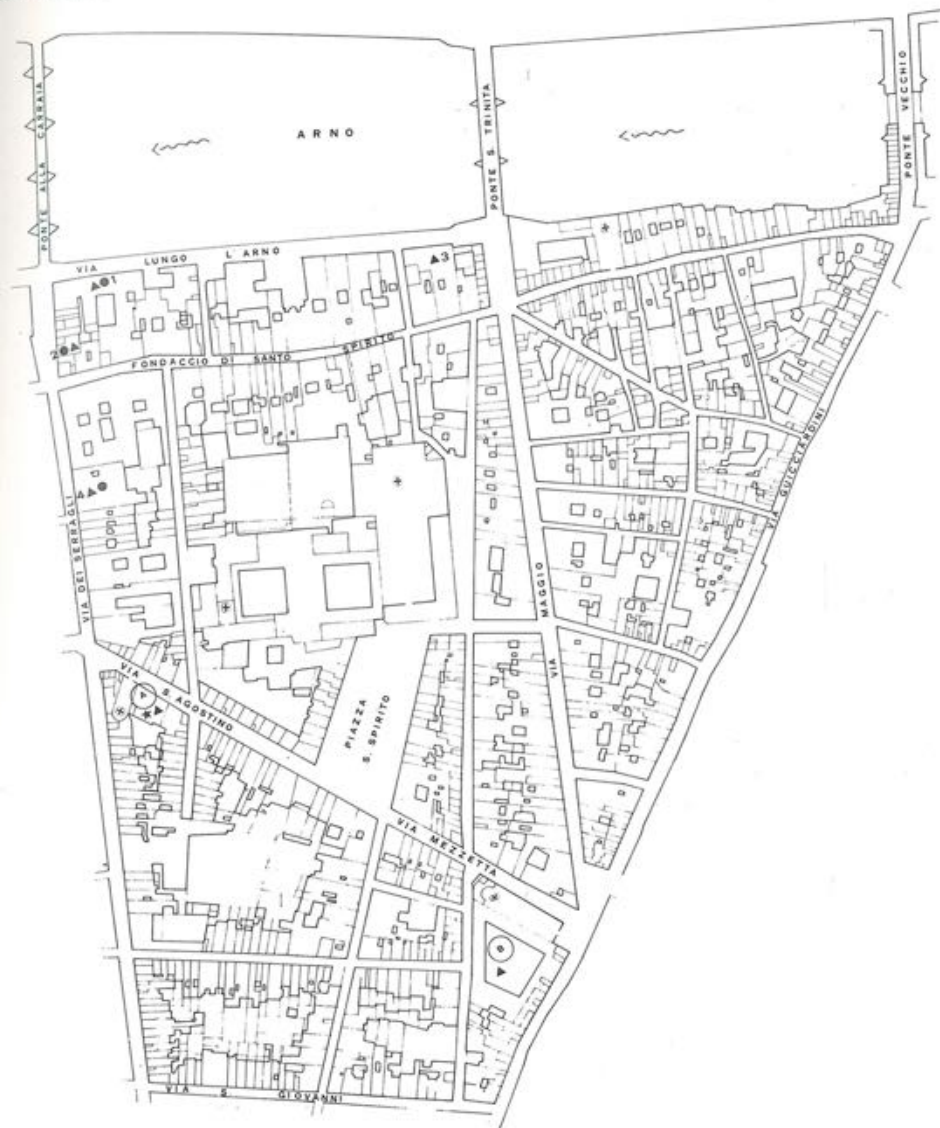 PONTE ALLA CARRAIA
ARNO
PONTE S. TRINITA
PONTE VECCHIO
VIA LUNGO L'ARNO
1
3
2
FONDACCIO DI SANTO SPIRITO
4
VIA DEI SERRAGLI
VIA GUICCIARDINI
VIA MAGGIO
VIA S. AGOSTINO
PIAZZA
S. SPIRITO
VIA MEZZETTA
VIA S GIOVANNI